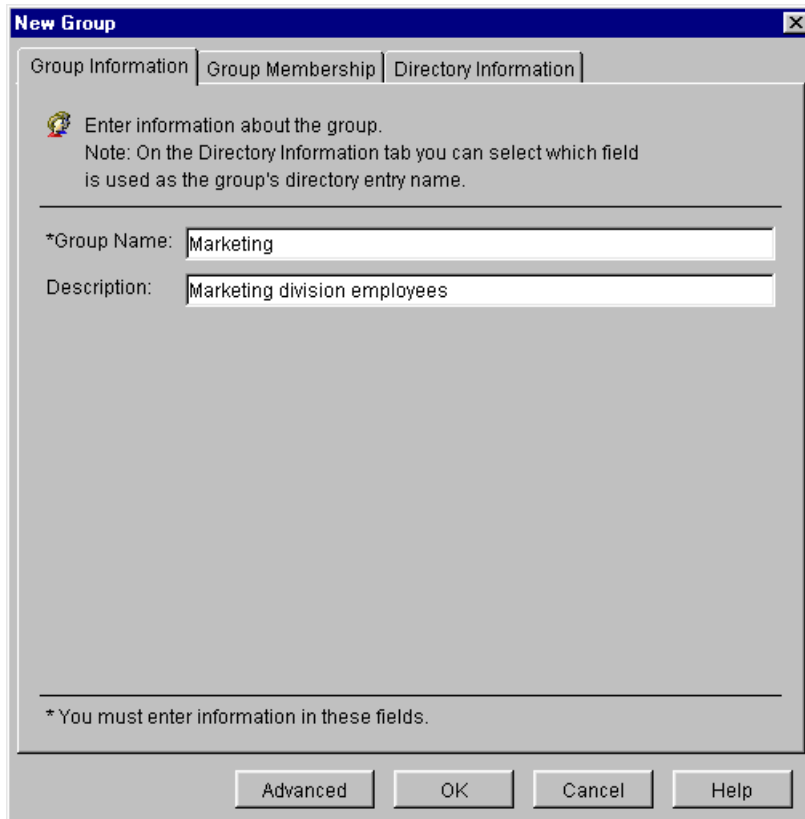 New Group
Group Information Group Membership Directory Information
Enter information about the group.
Note: On the Directory Information tab you can select which field
is used as the group's directory entry name.
*Group Name: Marketing
Description: Marketing division employees
* You must enter information in these fields.
Advanced OK Cancel Help